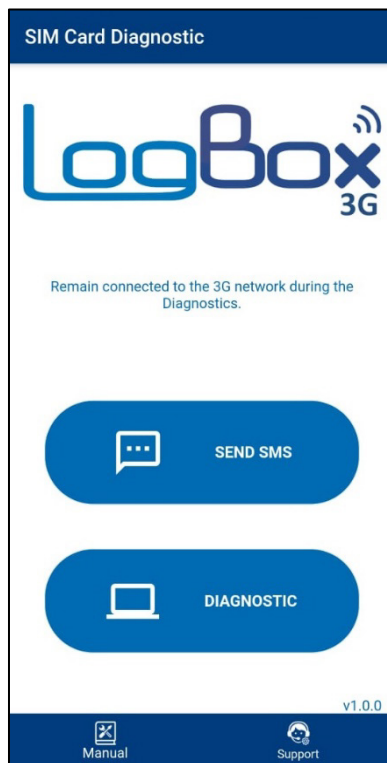 SIM Card Diagnostic
LogBox
3G
Remain connected to the 3G network during the
Diagnostics.
SEND SMS
DIAGNOSTIC
v1.0.0
Manual
Support